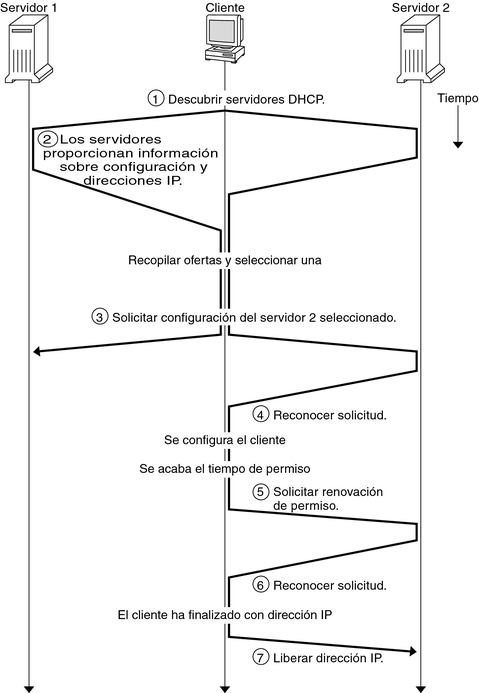 Servidor 1
Cliente
Servidor 2
1 Descubrir servidores DHCP.
Tiempo
2 Los servidores
proporcionan información
sobre configuración y
direcciones IP.
Recopilar ofertas y seleccionar una
3 Solicitar configuración del servidor 2 seleccionado.
4 Reconocer solicitud.
Se configura el cliente
Se acaba el tiempo de permiso
5 Solicitar renovación
de permiso.
6 Reconocer solicitud.
El cliente ha finalizado con dirección IP
7 Liberar dirección IP.